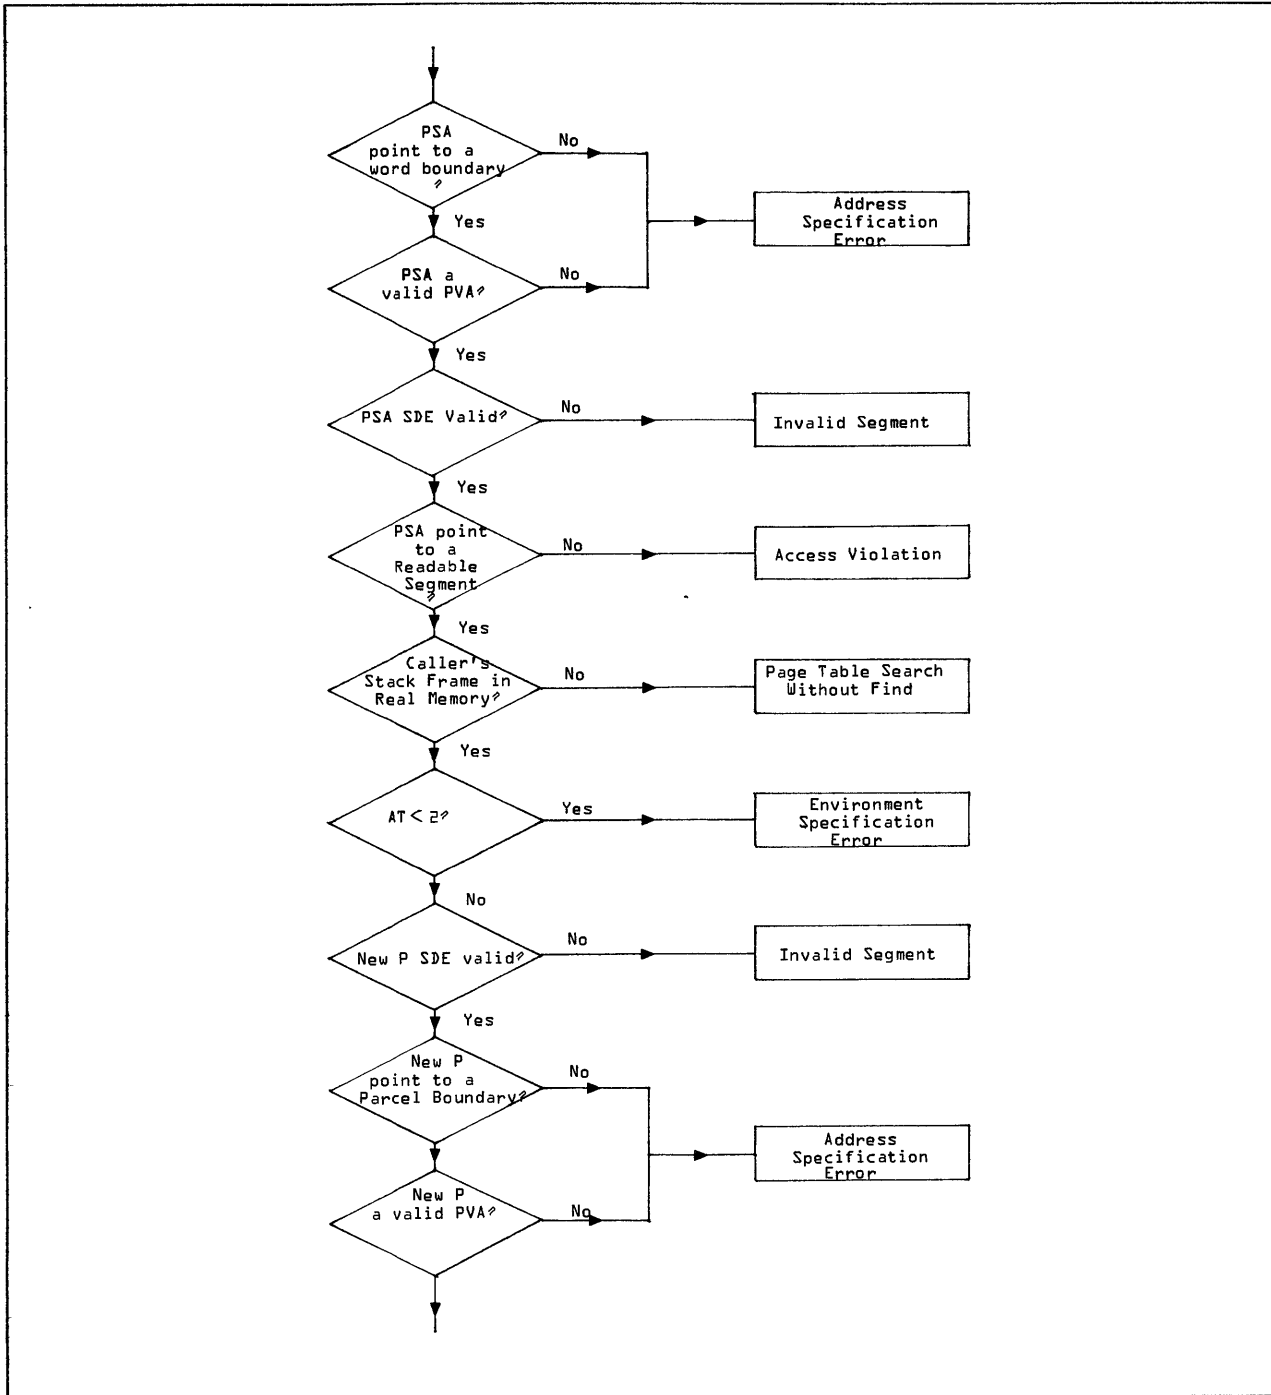 PSA
point to a
word boundary
?
No
Yes
Address
Specification
Error
PSA a
valid PVA?
No
Yes
PSA SDE Valid?
No
Invalid Segment
Yes
PSA point
to a
Readable
Segment
?
No
Access Violation
Yes
Caller's
Stack Frame in
Real Memory?
No
Page Table Search
Without Find
Yes
AT < 2?
Yes
Environment
Specification
Error
No
New P SDE valid?
No
Invalid Segment
Yes
New P
point to a
Parcel Boundary?
No
Address
Specification
Error
New P
a valid PVA?
No